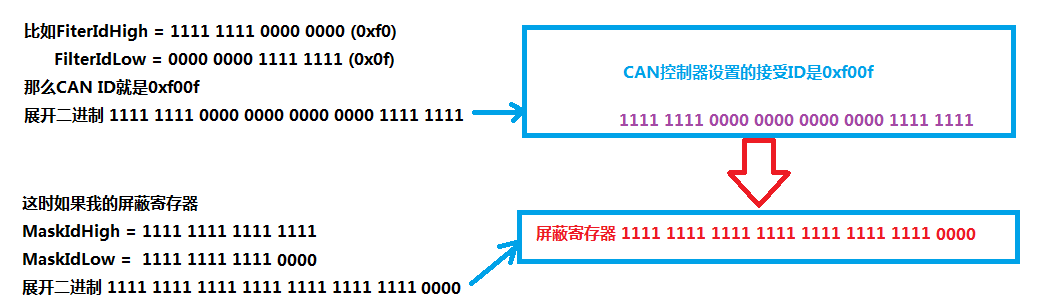 比如FiterIdHigh = 1111 1111 0000 0000 (0xf0)
FilterIdLow = 0000 0000 1111 1111 (0x0f)
那么CAN ID就是0xf00f
展开二进制 1111 1111 0000 0000 0000 0000 1111 1111
CAN控制器设置的接受ID是0xf00f
1111 1111 0000 0000 0000 0000 1111 1111
这时如果我的屏蔽寄存器
MaskIdHigh = 1111 1111 1111 1111
MaskIdLow = 1111 1111 1111 0000
展开二进制 1111 1111 1111 1111 1111 1111 1111 0000
屏蔽寄存器 1111 1111 1111 1111 1111 1111 1111 0000